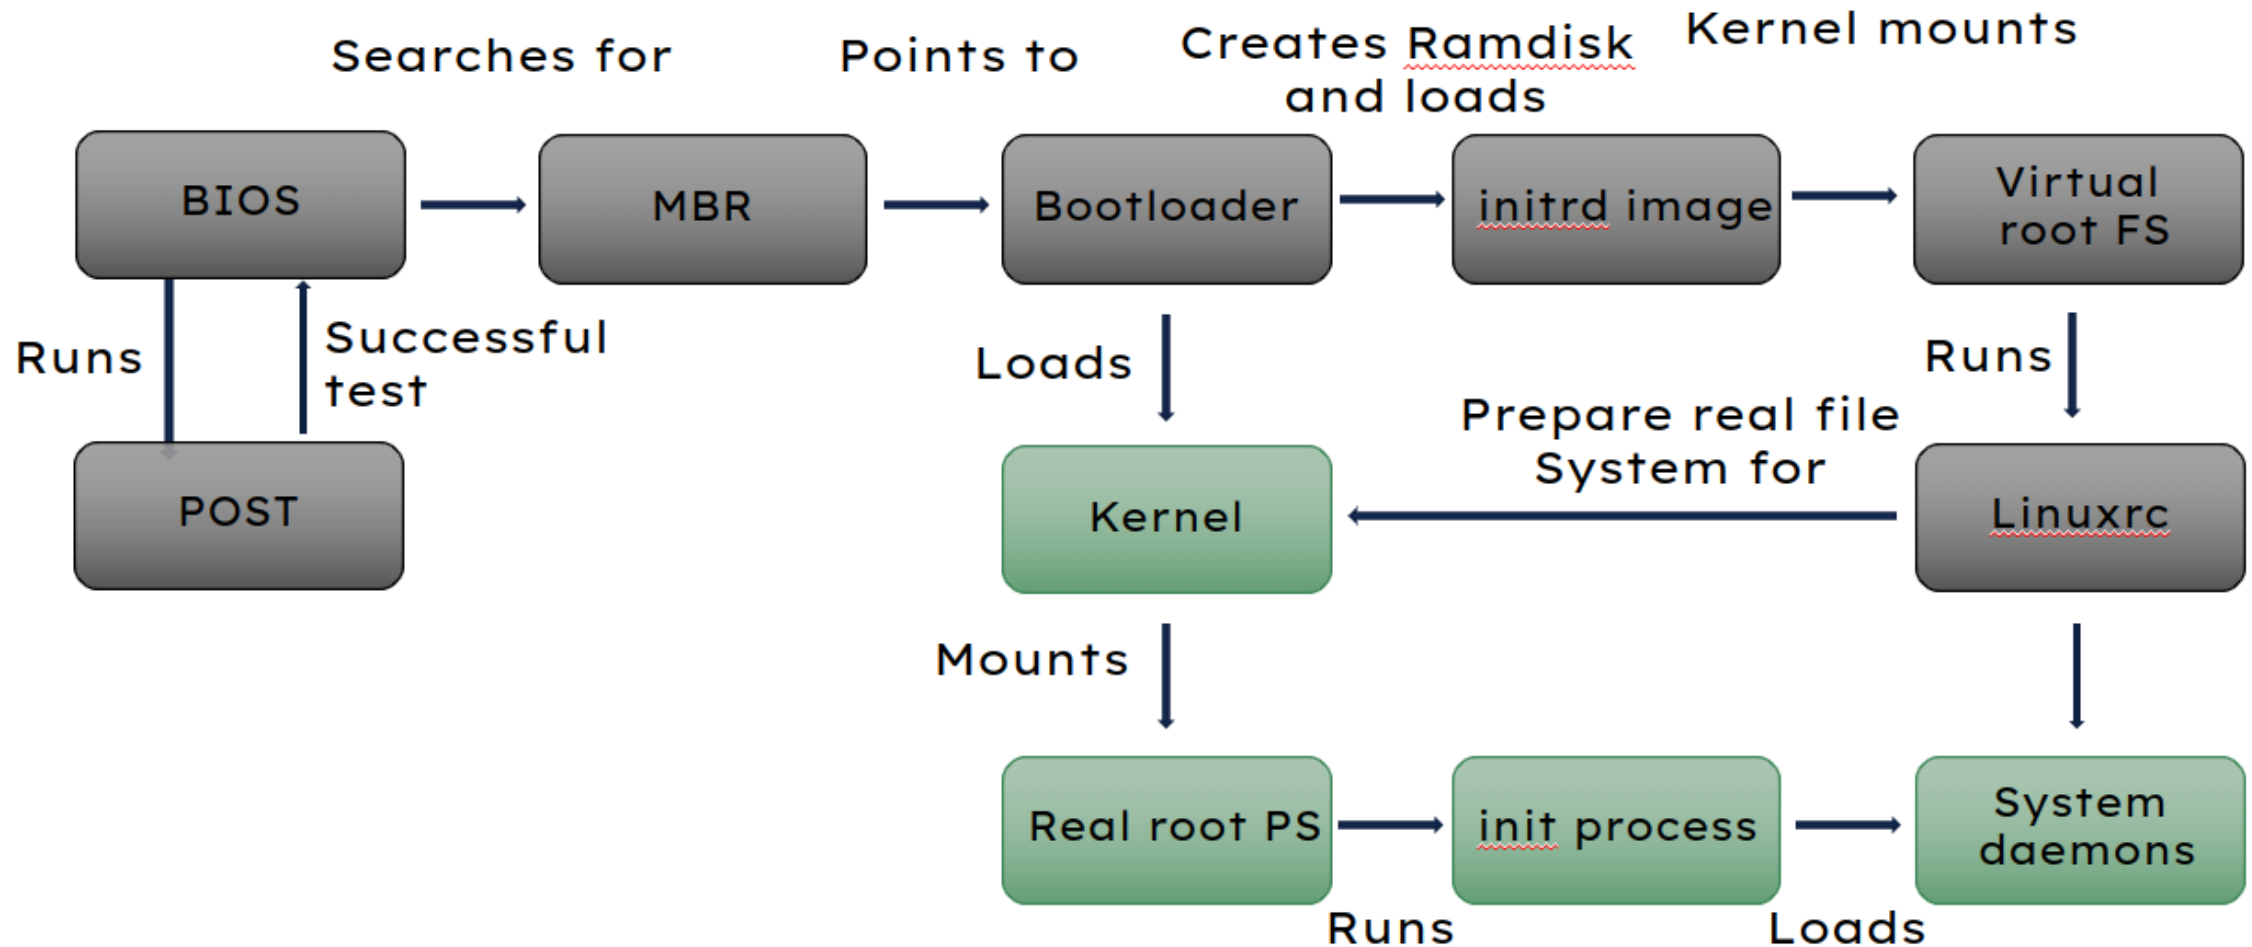 Searches for
Points to
Creates Ramdisk
and loads
Kernel mounts
BIOS
MBR
Bootloader
initrd image
Virtual
root FS
Runs
Successful
test
Loads
Runs
Prepare real file
System for
POST
Kernel
Linuxrc
Mounts
Real root PS
init process
System
daemons
Runs
Loads